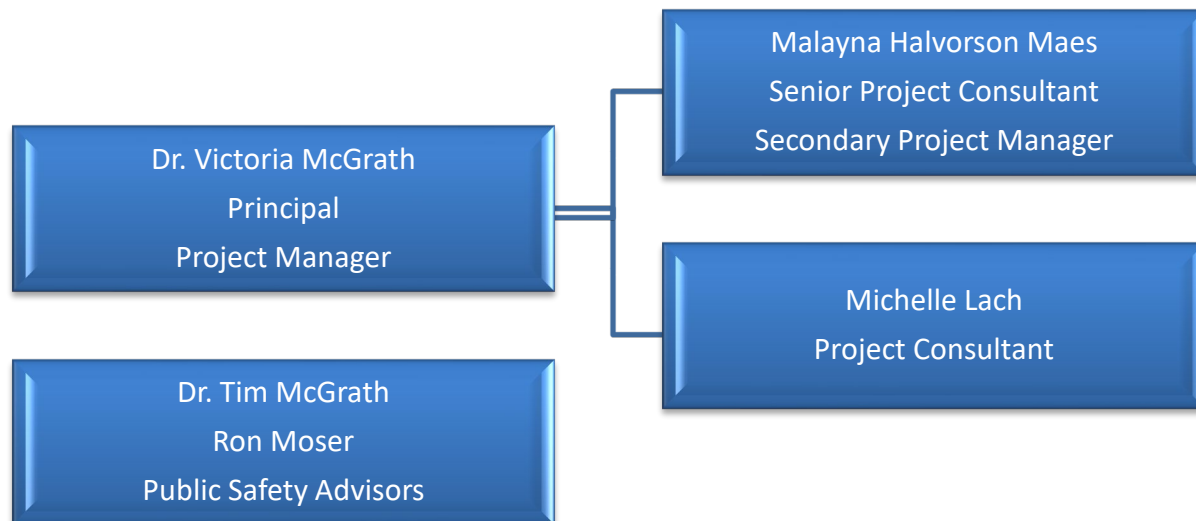 Malayna Halvorson Maes
Senior Project Consultant
Secondary Project Manager
Dr. Victoria McGrath
Principal
Project Manager
Michelle Lach
Project Consultant
Dr. Tim McGrath
Ron Moser
Public Safety Advisors